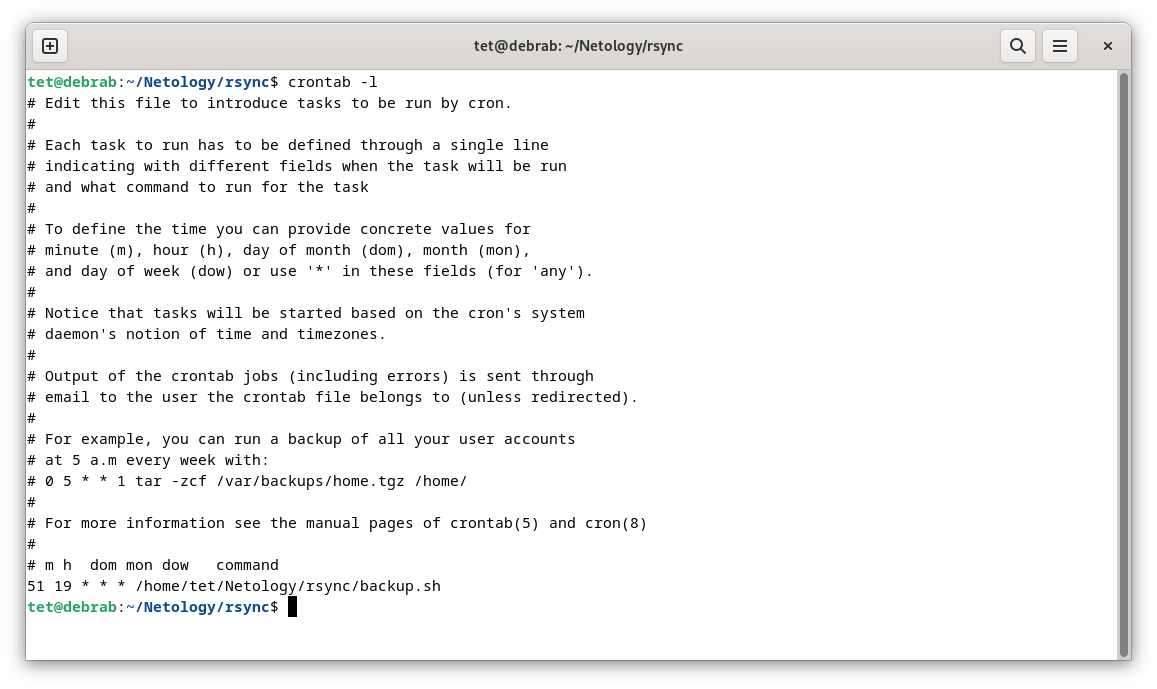 tet@debrab: ~/Netology/rsync
tet@debrab:~/Netology/rsync$ crontab -l
# Edit this file to introduce tasks to be run by cron.
#
# Each task to run has to be defined through a single line
# indicating with different fields when the task will be run
# and what command to run for the task
#
# To define the time you can provide concrete values for
# minute (m), hour (h), day of month (dom), month (mon),
# and day of week (dow) or use '*' in these fields (for 'any').
#
# Notice that tasks will be started based on the cron's system
# daemon's notion of time and timezones.
#
# Output of the crontab jobs (including errors) is sent through
# email to the user the crontab file belongs to (unless redirected).
#
# For example, you can run a backup of all your user accounts
# at 5 a.m every week with:
# 0 5 * * 1 tar -zcf /var/backups/home.tgz /home/
#
# For more information see the manual pages of crontab(5) and cron(8)
#
# m h  dom mon dow   command
51 19 * * * /home/tet/Netology/rsync/backup.sh
tet@debrab:~/Netology/rsync$